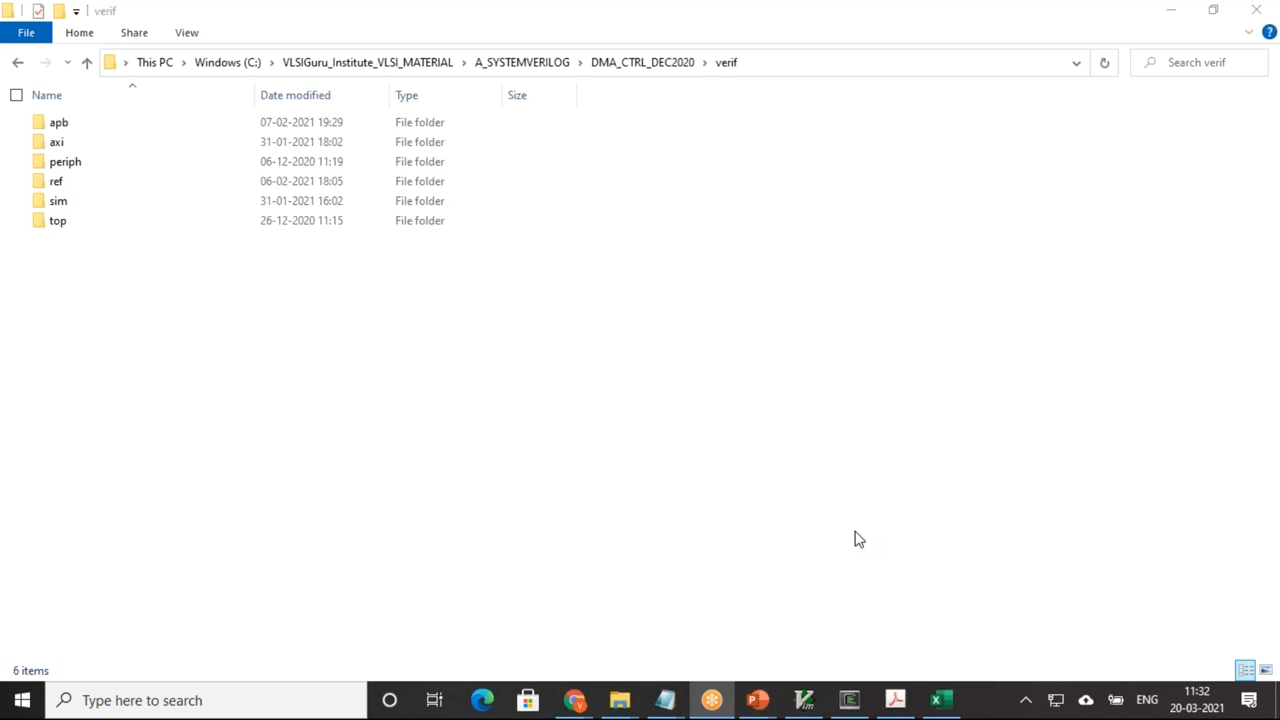 verif
File Home Share View
This PC Windows (C:) VLSIGuru_Institute_VLSI_MATERIAL A_SYSTEMVERILOG DMA_CTRL_DEC2020 verif Search verif
Name Date modified Type Size
apb 07-02-2021 19:29 File folder
axi 31-01-2021 18:02 File folder
periph 06-12-2020 11:19 File folder
ref 06-02-2021 18:05 File folder
sim 31-01-2021 16:02 File folder
top 26-12-2020 11:15 File folder
6 items
Type here to search ENG 11:32
20-03-2021